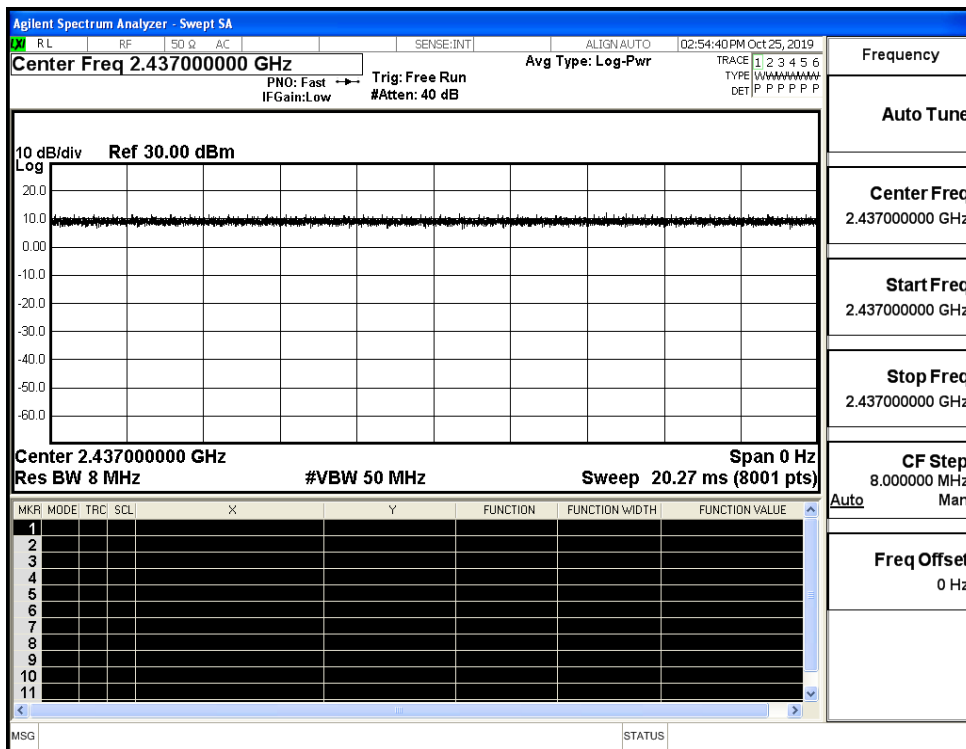 Agilent Spectrum Analyzer - Swept SA
LXI RL RF 50 Ω AC SENSE:INT ALIGN AUTO 02:54:40 PM Oct 25, 2019
Center Freq 2.437000000 GHz
PNO: Fast
IFGain:Low
Trig: Free Run
#Atten: 40 dB
Avg Type: Log-Pwr
TRACE 1 2 3 4 5 6
TYPE WWWWWW
DET P P P P P P
10 dB/div Ref 30.00 dBm
Log
20.0
10.0
0.00
-10.0
-20.0
-30.0
-40.0
-50.0
-60.0
Center 2.437000000 GHz Span 0 Hz
Res BW 8 MHz #VBW 50 MHz Sweep 20.27 ms (8001 pts)
MKR MODE TRC SCL X Y FUNCTION FUNCTION WIDTH FUNCTION VALUE
1
2
3
4
5
6
7
8
9
10
11
MSG STATUS
Frequency
Auto Tune
Center Freq
2.437000000 GHz
Start Freq
2.437000000 GHz
Stop Freq
2.437000000 GHz
CF Step
8.000000 MHz
Auto Man
Freq Offset
0 Hz